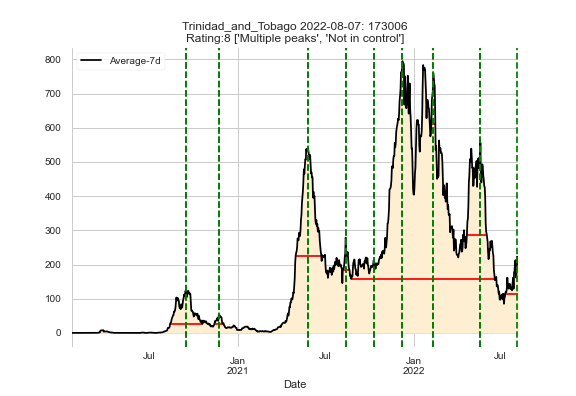 Trinidad_and_Tobago 2022-08-07: 173006
Rating:8 ['Multiple peaks', 'Not in control']
Average-7d
800
700
600
500
400
300
200
100
0
Jul
Jan
2021
Jul
Jan
2022
Jul
Date